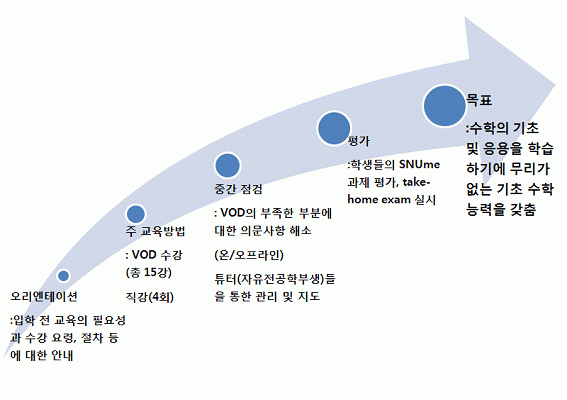 오리엔테이션
:입학 전 교육의 필요성
과 수강 요령, 절차 등
에 대한 안내
주 교육방법
: VOD 수강
(총 15강)
직강(4회)
중간 점검
: VOD의 부족한 부분에
대한 의문사항 해소
(온/오프라인)
튜터(자유전공학부생)들
을 통한 관리 및 지도
평가
:학생들의 SNUme
과제 평가, take-
home exam 실시
목표
:수학의 기초
및 응용을 학습
하기에 무리가
없는 기초 수학
능력을 갖춤